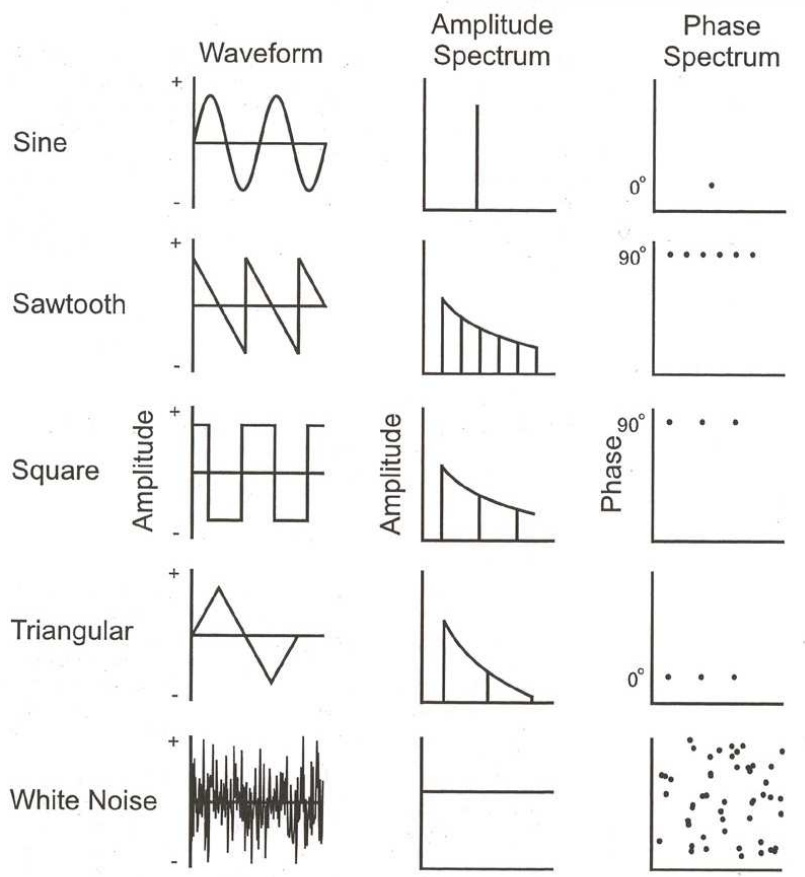 Waveform
Amplitude
Spectrum
Phase
Spectrum
Sine
+
-
0°
Sawtooth
+
-
90°
Square
Amplitude
+
-
Amplitude
Phase
90°
Triangular
+
-
0°
White Noise
+
-